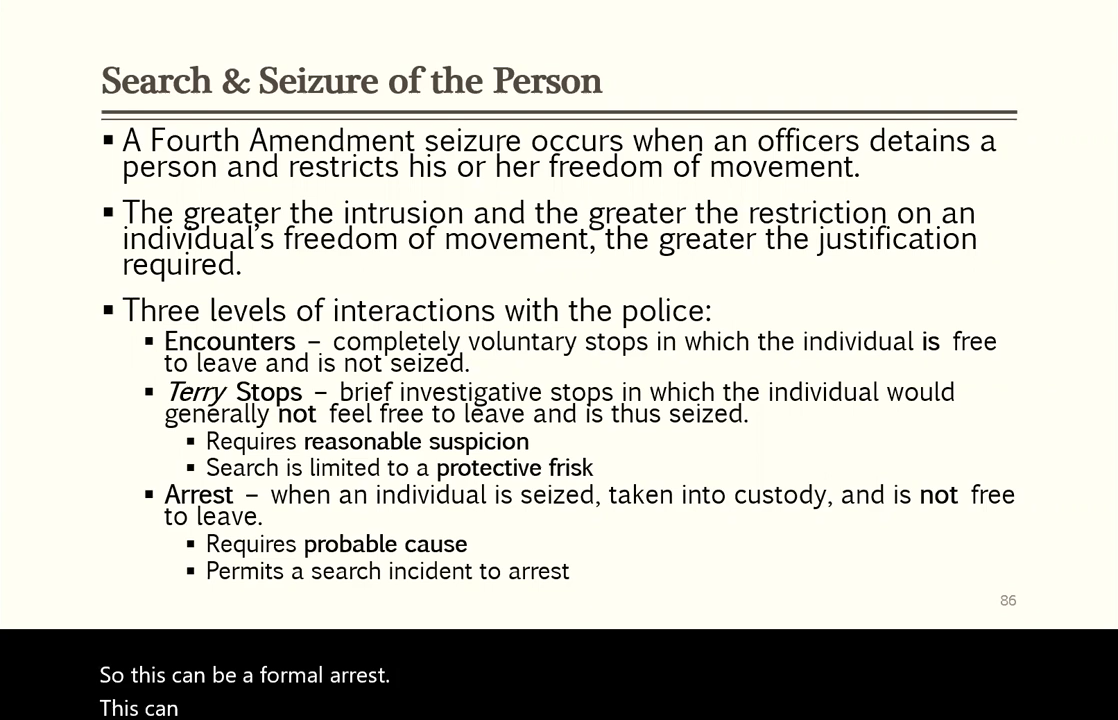 Search & Seizure of the Person
▪ A Fourth Amendment seizure occurs when an officers detains a
person and restricts his or her freedom of movement.
▪ The greater the intrusion and the greater the restriction on an
individual's freedom of movement, the greater the justification
required.
▪ Three levels of interactions with the police:
▪ Encounters – completely voluntary stops in which the individual is free
to leave and is not seized.
▪ Terry Stops – brief investigative stops in which the individual would
generally not feel free to leave and is thus seized.
▪ Requires reasonable suspicion
▪ Search is limited to a protective frisk
▪ Arrest – when an individual is seized, taken into custody, and is not free
to leave.
▪ Requires probable cause
▪ Permits a search incident to arrest
86
So this can be a formal arrest.
This can